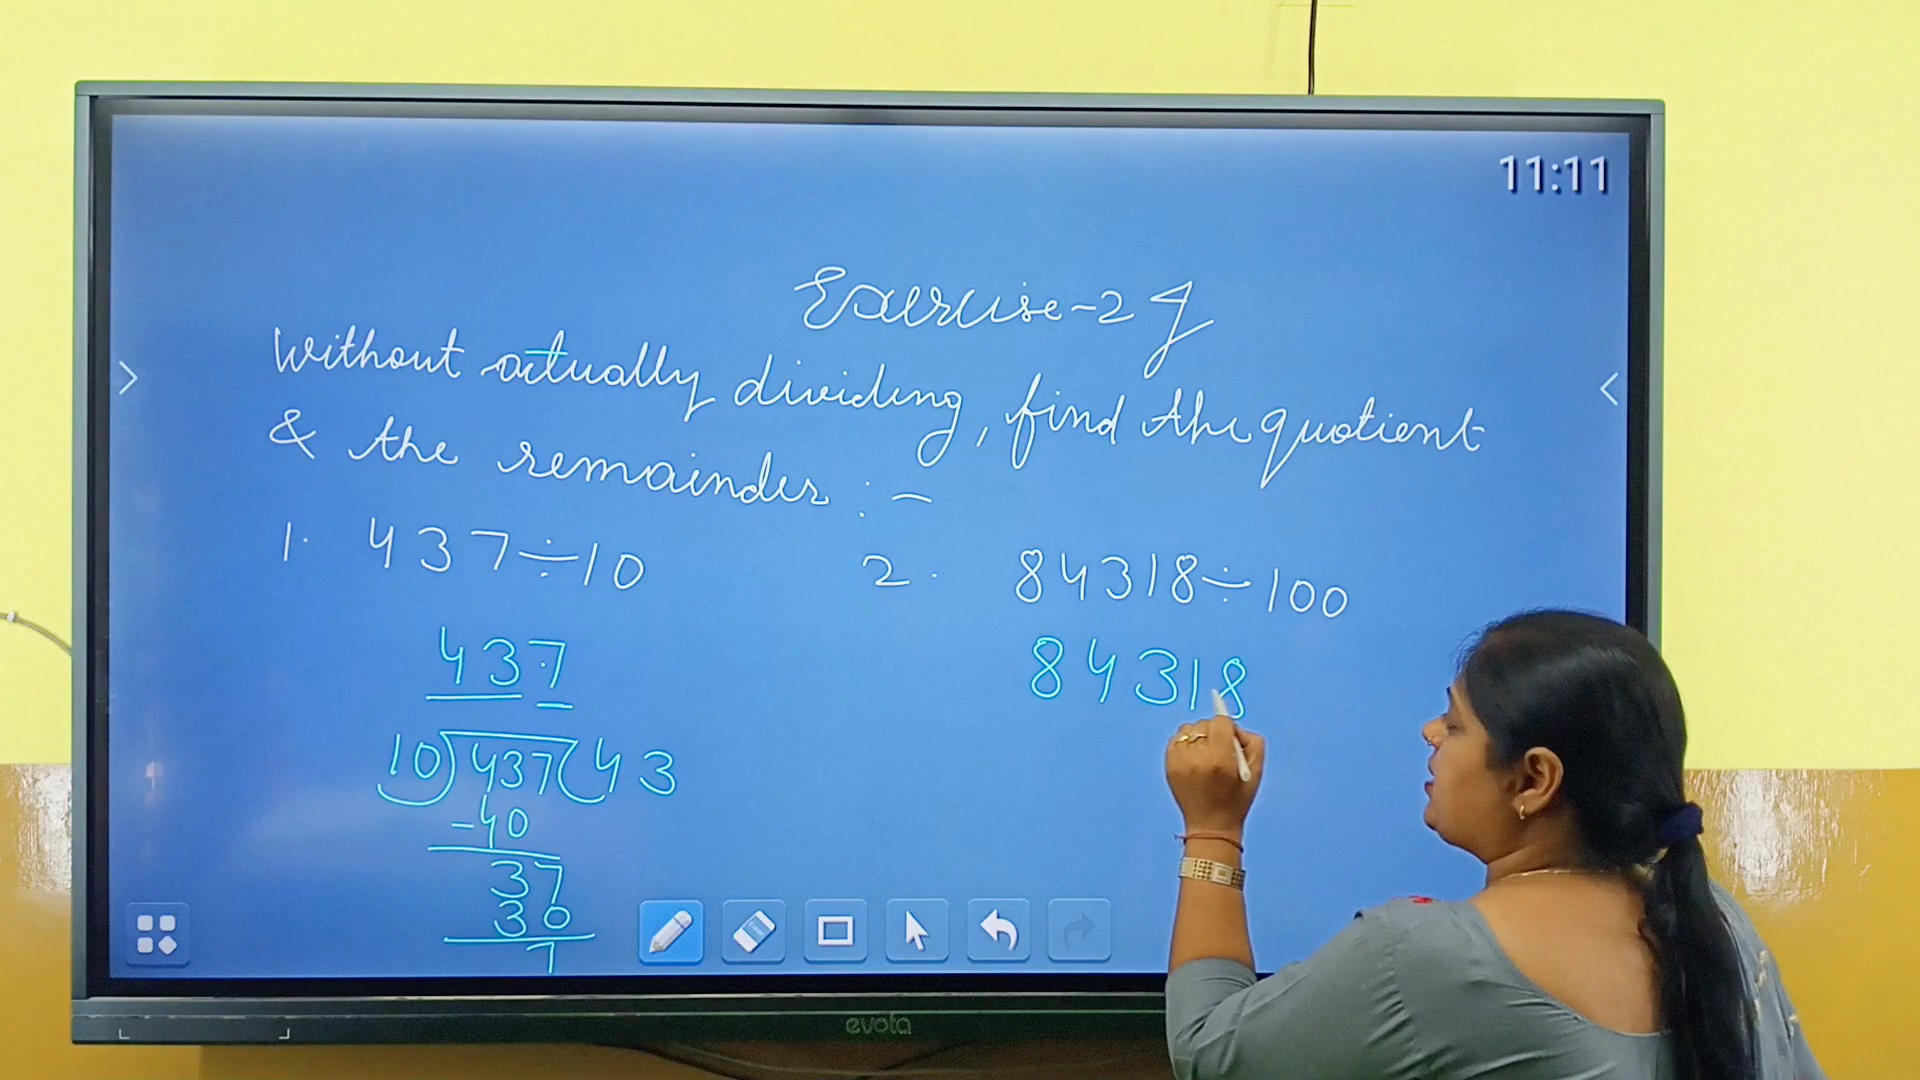 11:11
Exercise-2 J
Without actually dividing, find the quotient
& the remainder :-
1. 437÷10
2. 84318÷100
437
10)437(43
-40
37
30
7
84318
evota